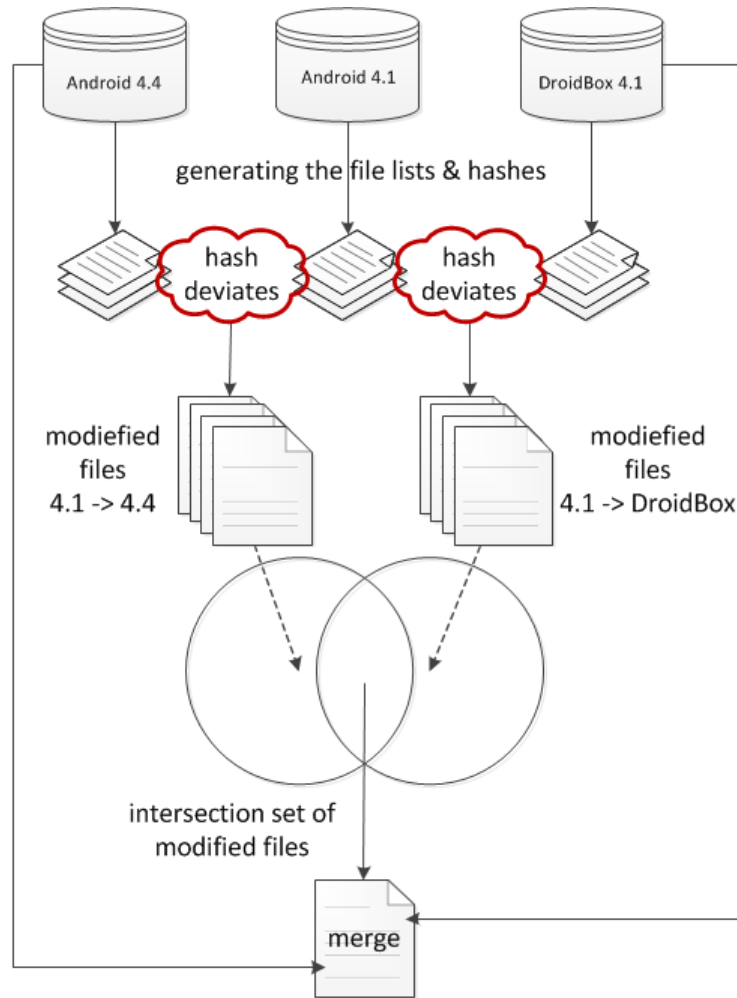 Android 4.4
Android 4.1
DroidBox 4.1
generating the file lists & hashes
hash
deviates
hash
deviates
modiefied
files
4.1 -> 4.4
modiefied
files
4.1 -> DroidBox
intersection set of
modified files
merge